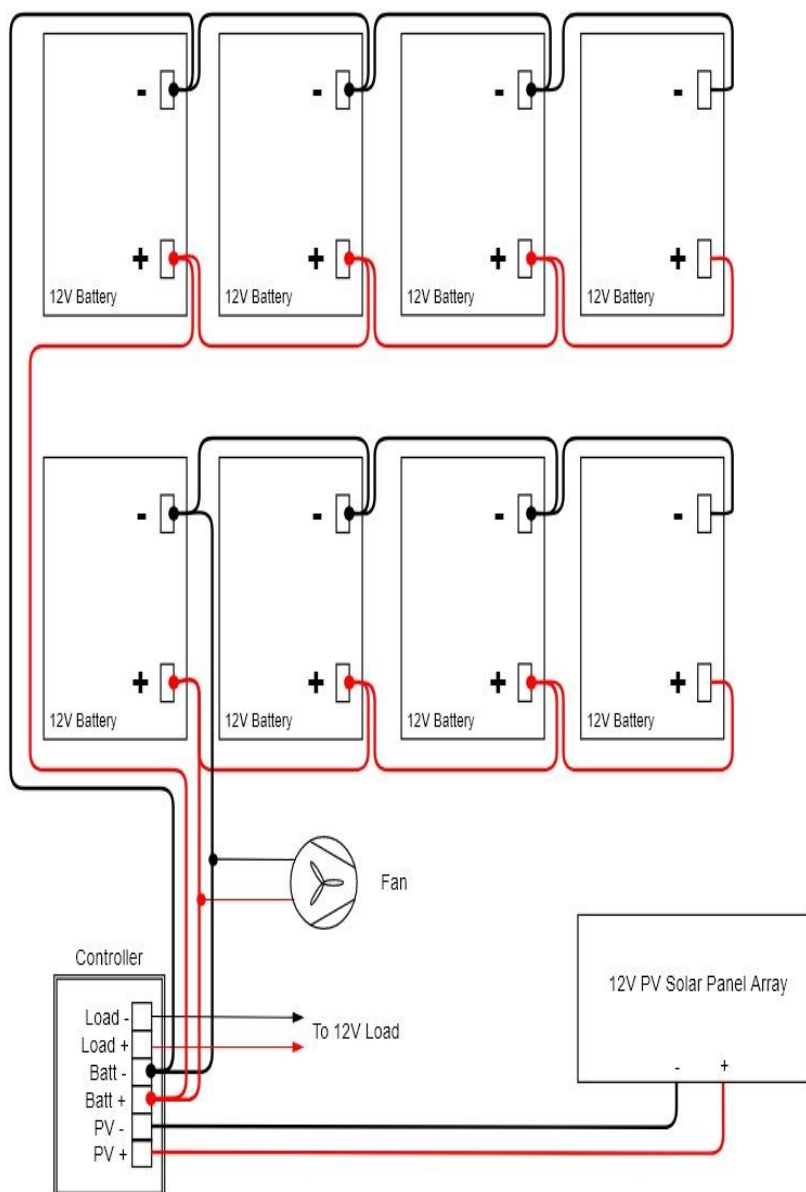 - - - -
+ + + +
12V Battery 12V Battery 12V Battery 12V Battery
- - - -
+ + + +
12V Battery 12V Battery 12V Battery 12V Battery
Fan
Controller
Load -
Load +
Batt -
Batt +
PV -
PV +
To 12V Load
12V PV Solar Panel Array
- +